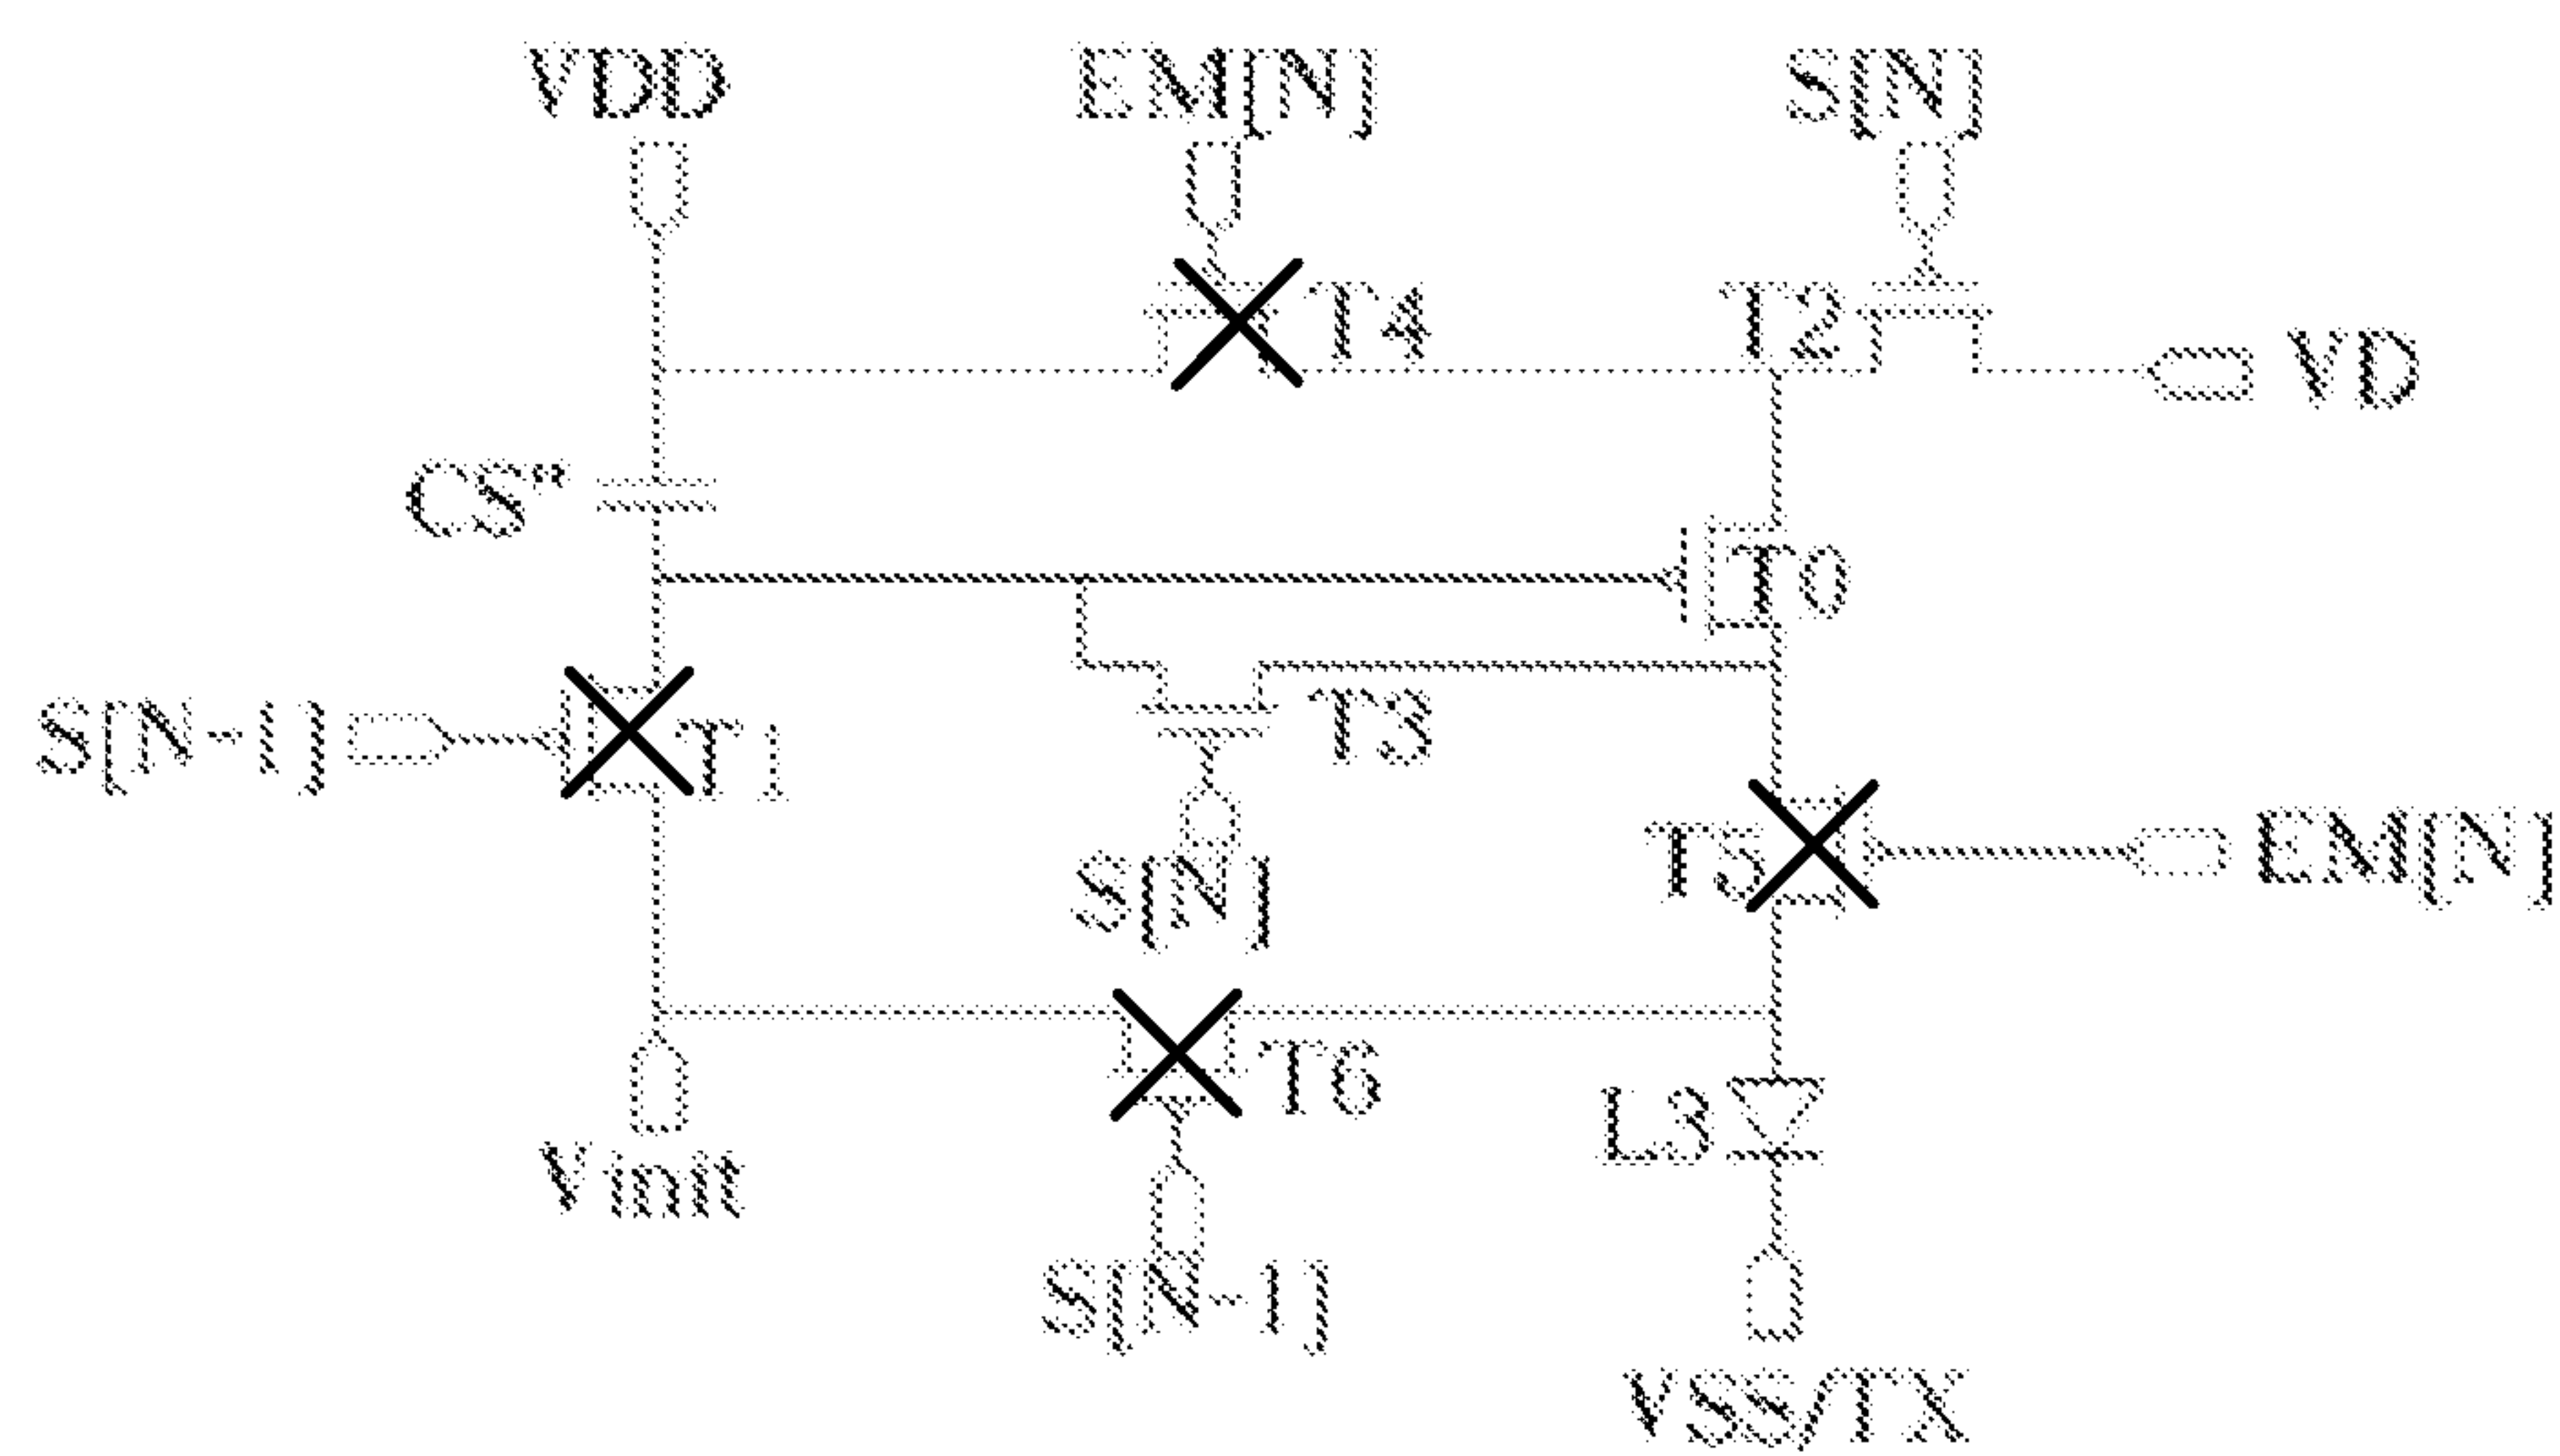 VDD
EM[N]
S[N]
T4
T2
VD
CS"
T0
S[N-1]
T1
T3
T5
EM[N]
S[N]
T6
L3
Vinit
S[N-1]
VSS/TX